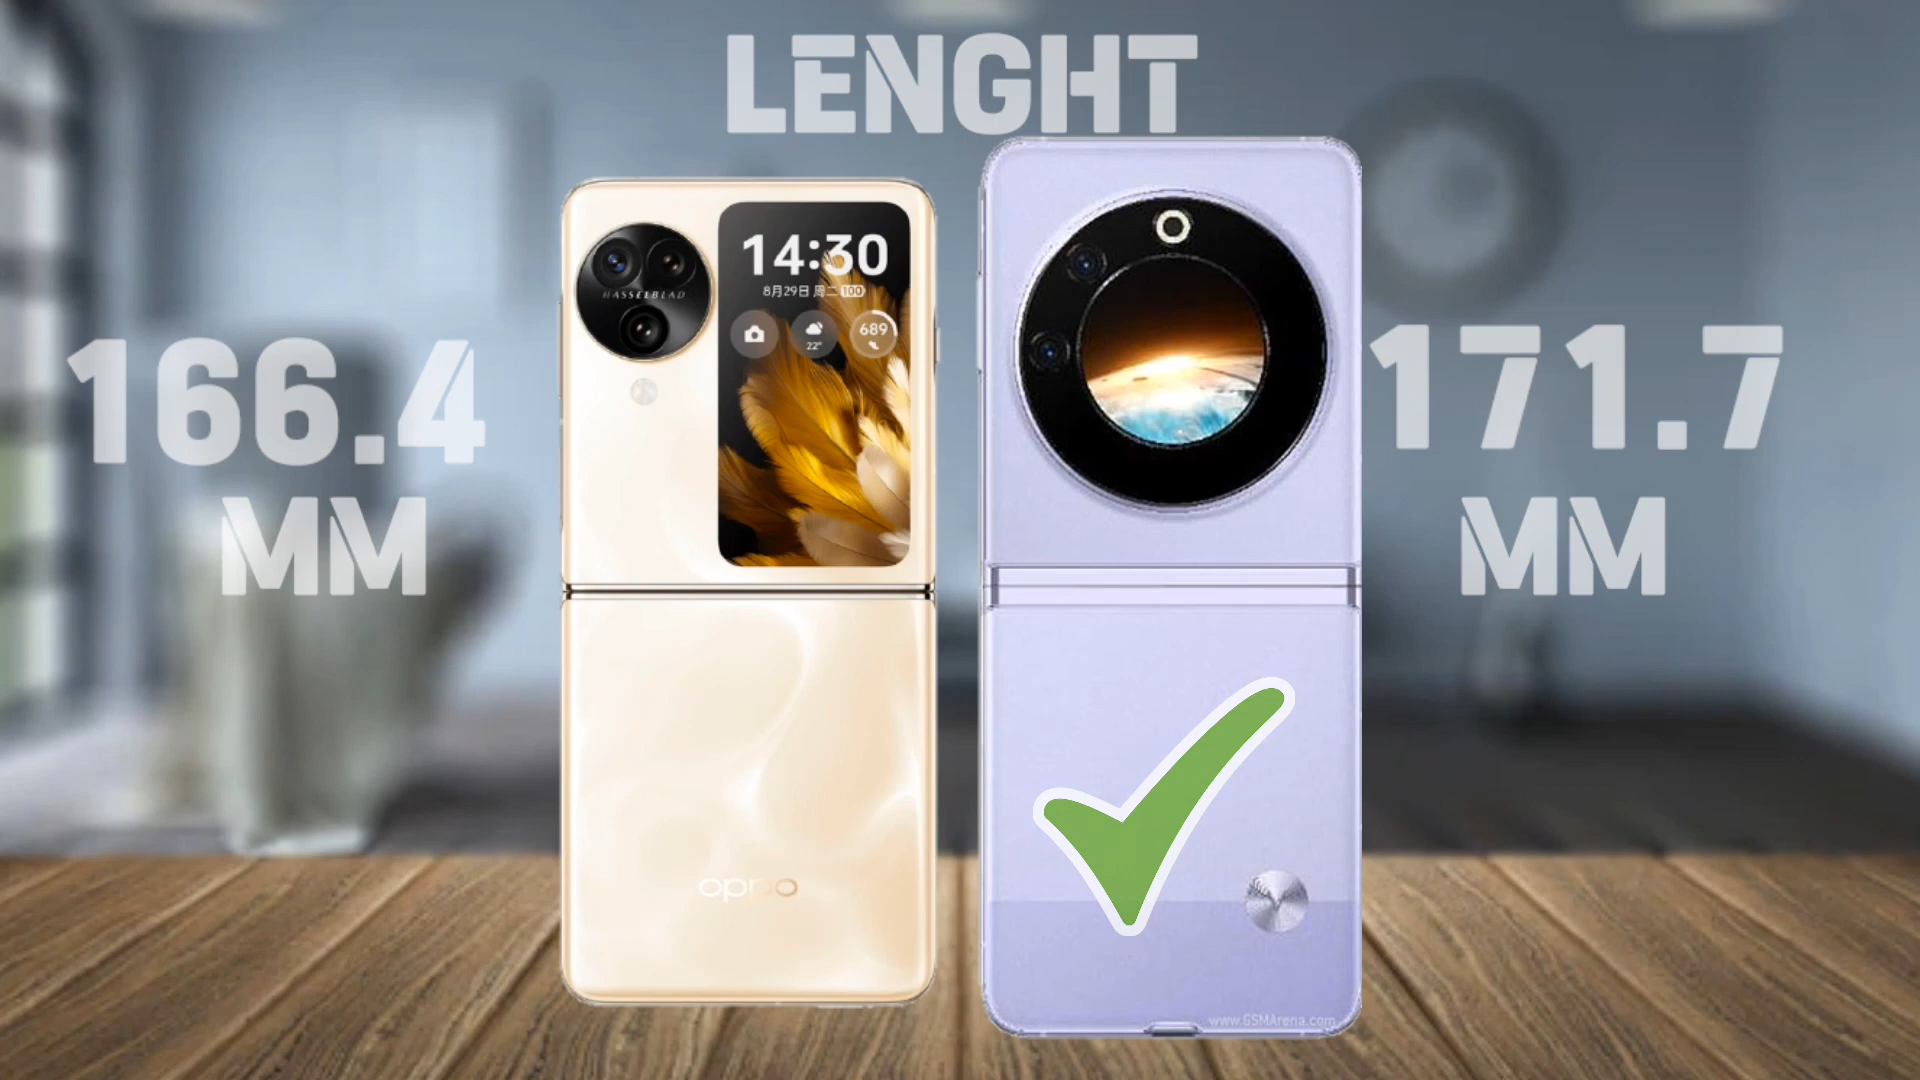 LENGHT
166.4
MM
171.7
MM
14:30
8月29日 周二 100
22°
689
HASSELBLAD
oppo
www.GSMArena.com